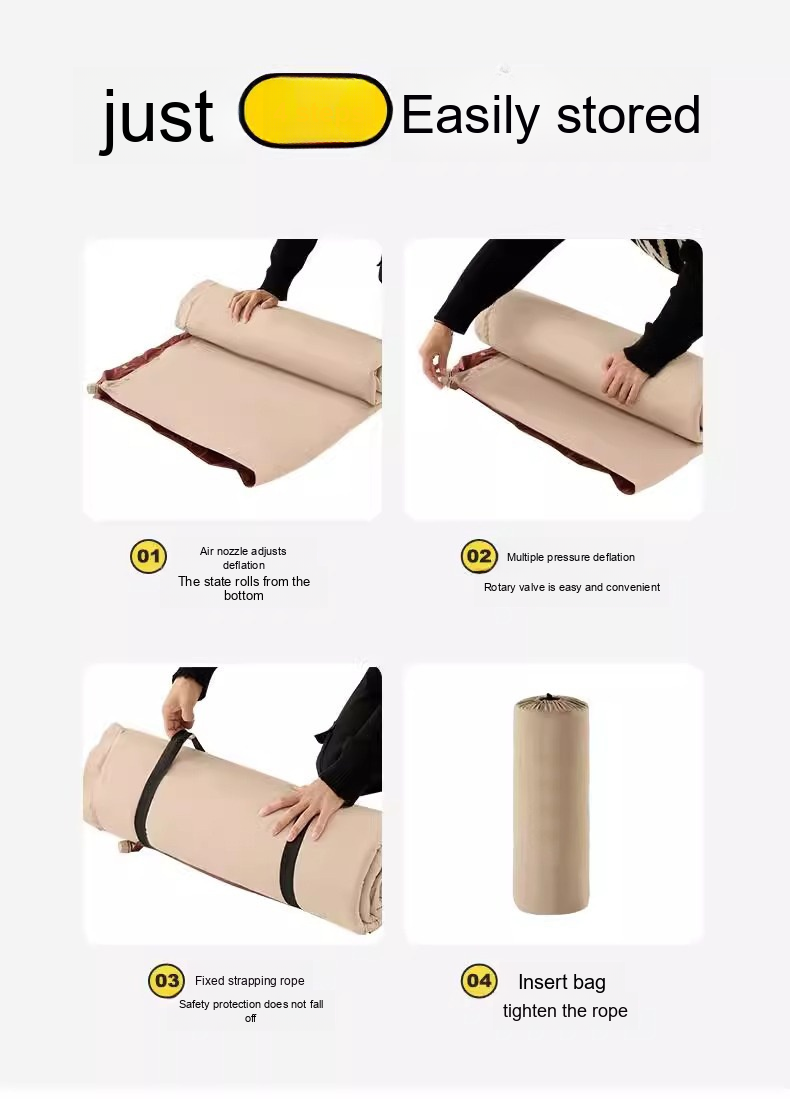 just Easily stored
01 Air nozzle adjusts
deflation
The state rolls from the
bottom
02 Multiple pressure deflation
Rotary valve is easy and convenient
03 Fixed strapping rope
Safety protection does not fall
off
04 Insert bag
tighten the rope